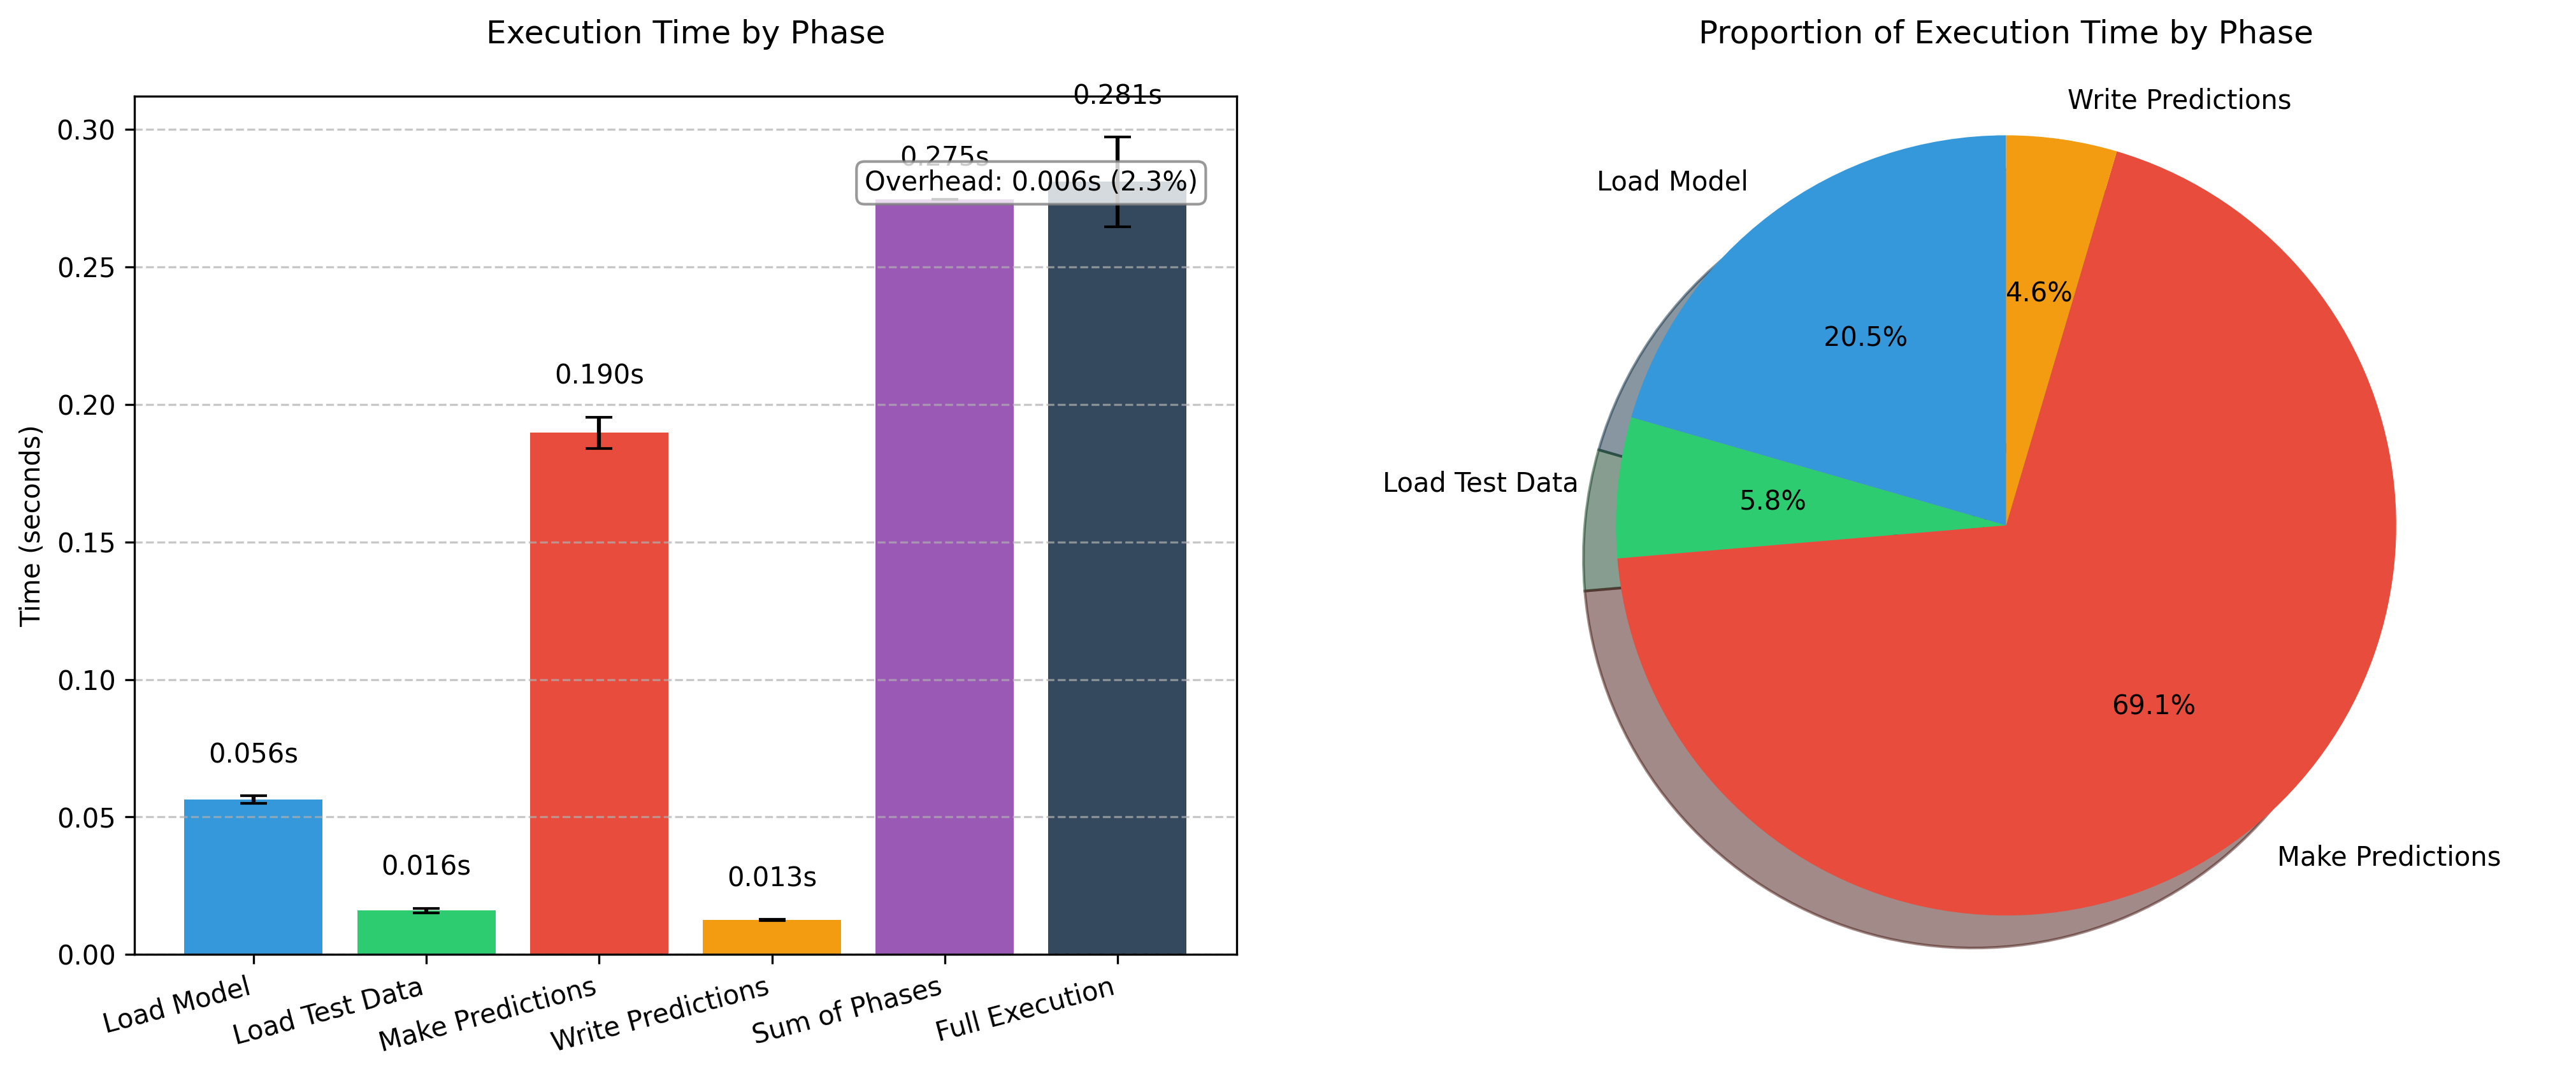 Execution Time by Phase
0.281s
0.30
0.275s
Overhead: 0.006s (2.3%)
0.25
0.190s
0.20
0.15
Time (seconds)
0.10
0.056s
0.05
0.016s
0.013s
0.00
Load Model
Load Test Data
Make Predictions
Write Predictions
Sum of Phases
Full Execution
Proportion of Execution Time by Phase
Write Predictions
Load Model
4.6%
20.5%
Load Test Data
5.8%
69.1%
Make Predictions